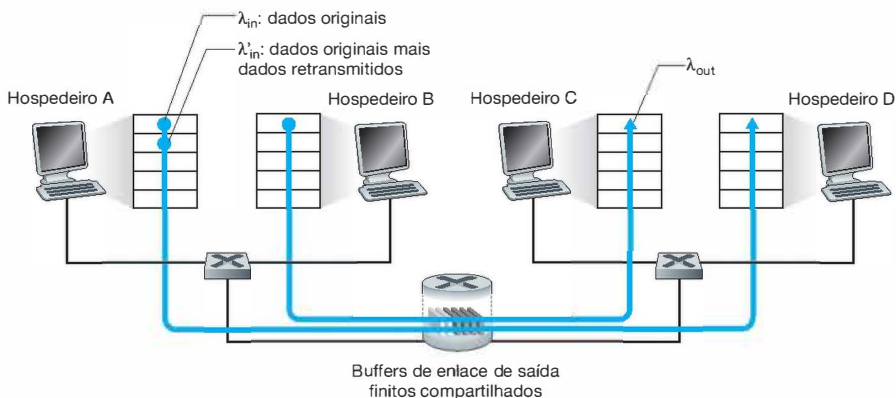 λin: dados originais
λ'in: dados originais mais
dados retransmitidos
λout
Hospedeiro A
Hospedeiro B
Hospedeiro C
Hospedeiro D
Buffers de enlace de saída
finitos compartilhados